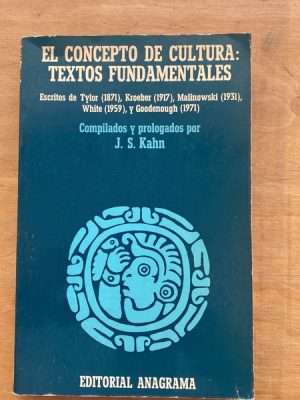 EL CONCEPTO DE CULTURA:
TEXTOS FUNDAMENTALES
Escritos de Tylor (1871), Kroeber (1917), Malinowski (1931),
White (1959), y Goodenough (1971)
Compilados y prologados por
J. S. Kahn
EDITORIAL ANAGRAMA